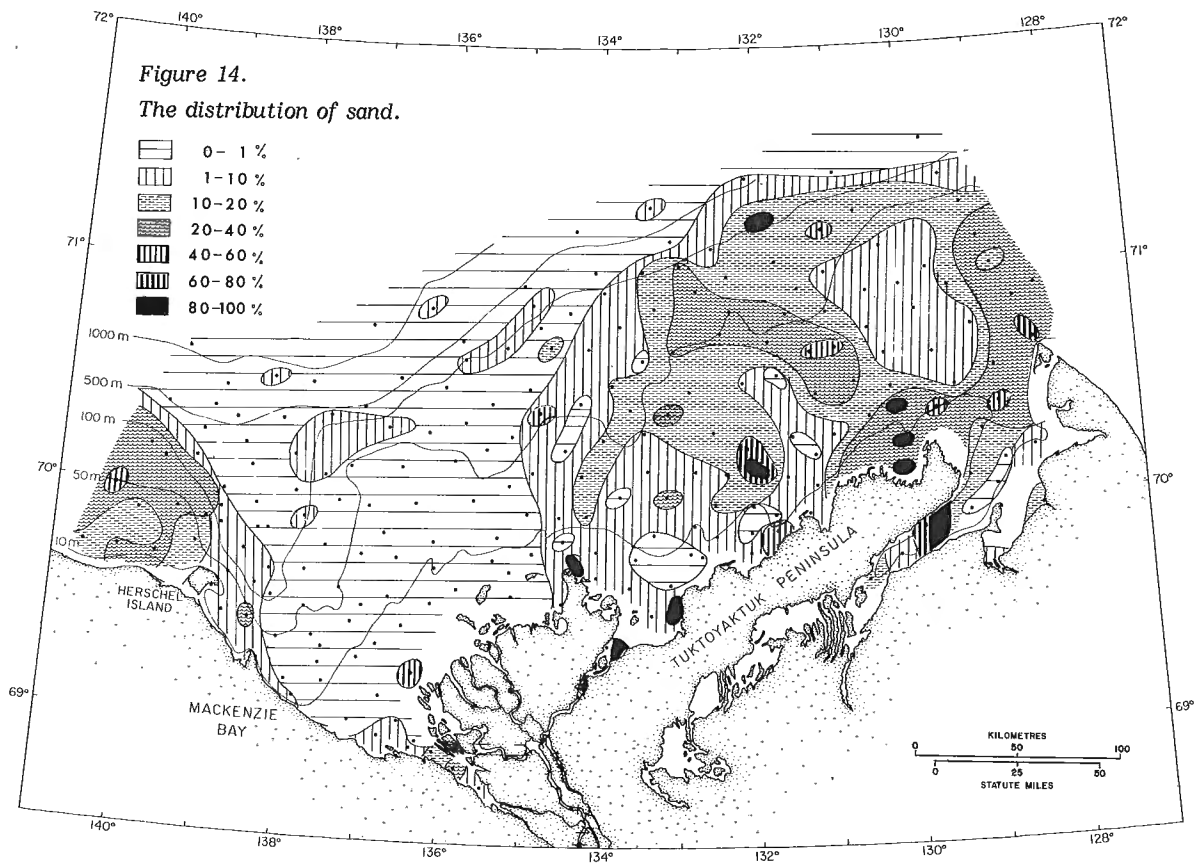 72° 140° 138° 136° 134° 132° 130° 128° 72°
Figure 14.
The distribution of sand.
0 - 1 %
1-10 %
10-20 %
20-40 %
40-60 %
60-80 %
80-100 %
71° 71°
1000 m
500 m
100 m
70° 50m 70°
10 m
HERSCHEL
ISLAND
TUKTOYAKTUK PENINSULA
69° 69°
MACKENZIE
BAY
KILOMETRES
0 50 100
0 25 50
STATUTE MILES
140° 138° 136° 134° 132° 130° 128°